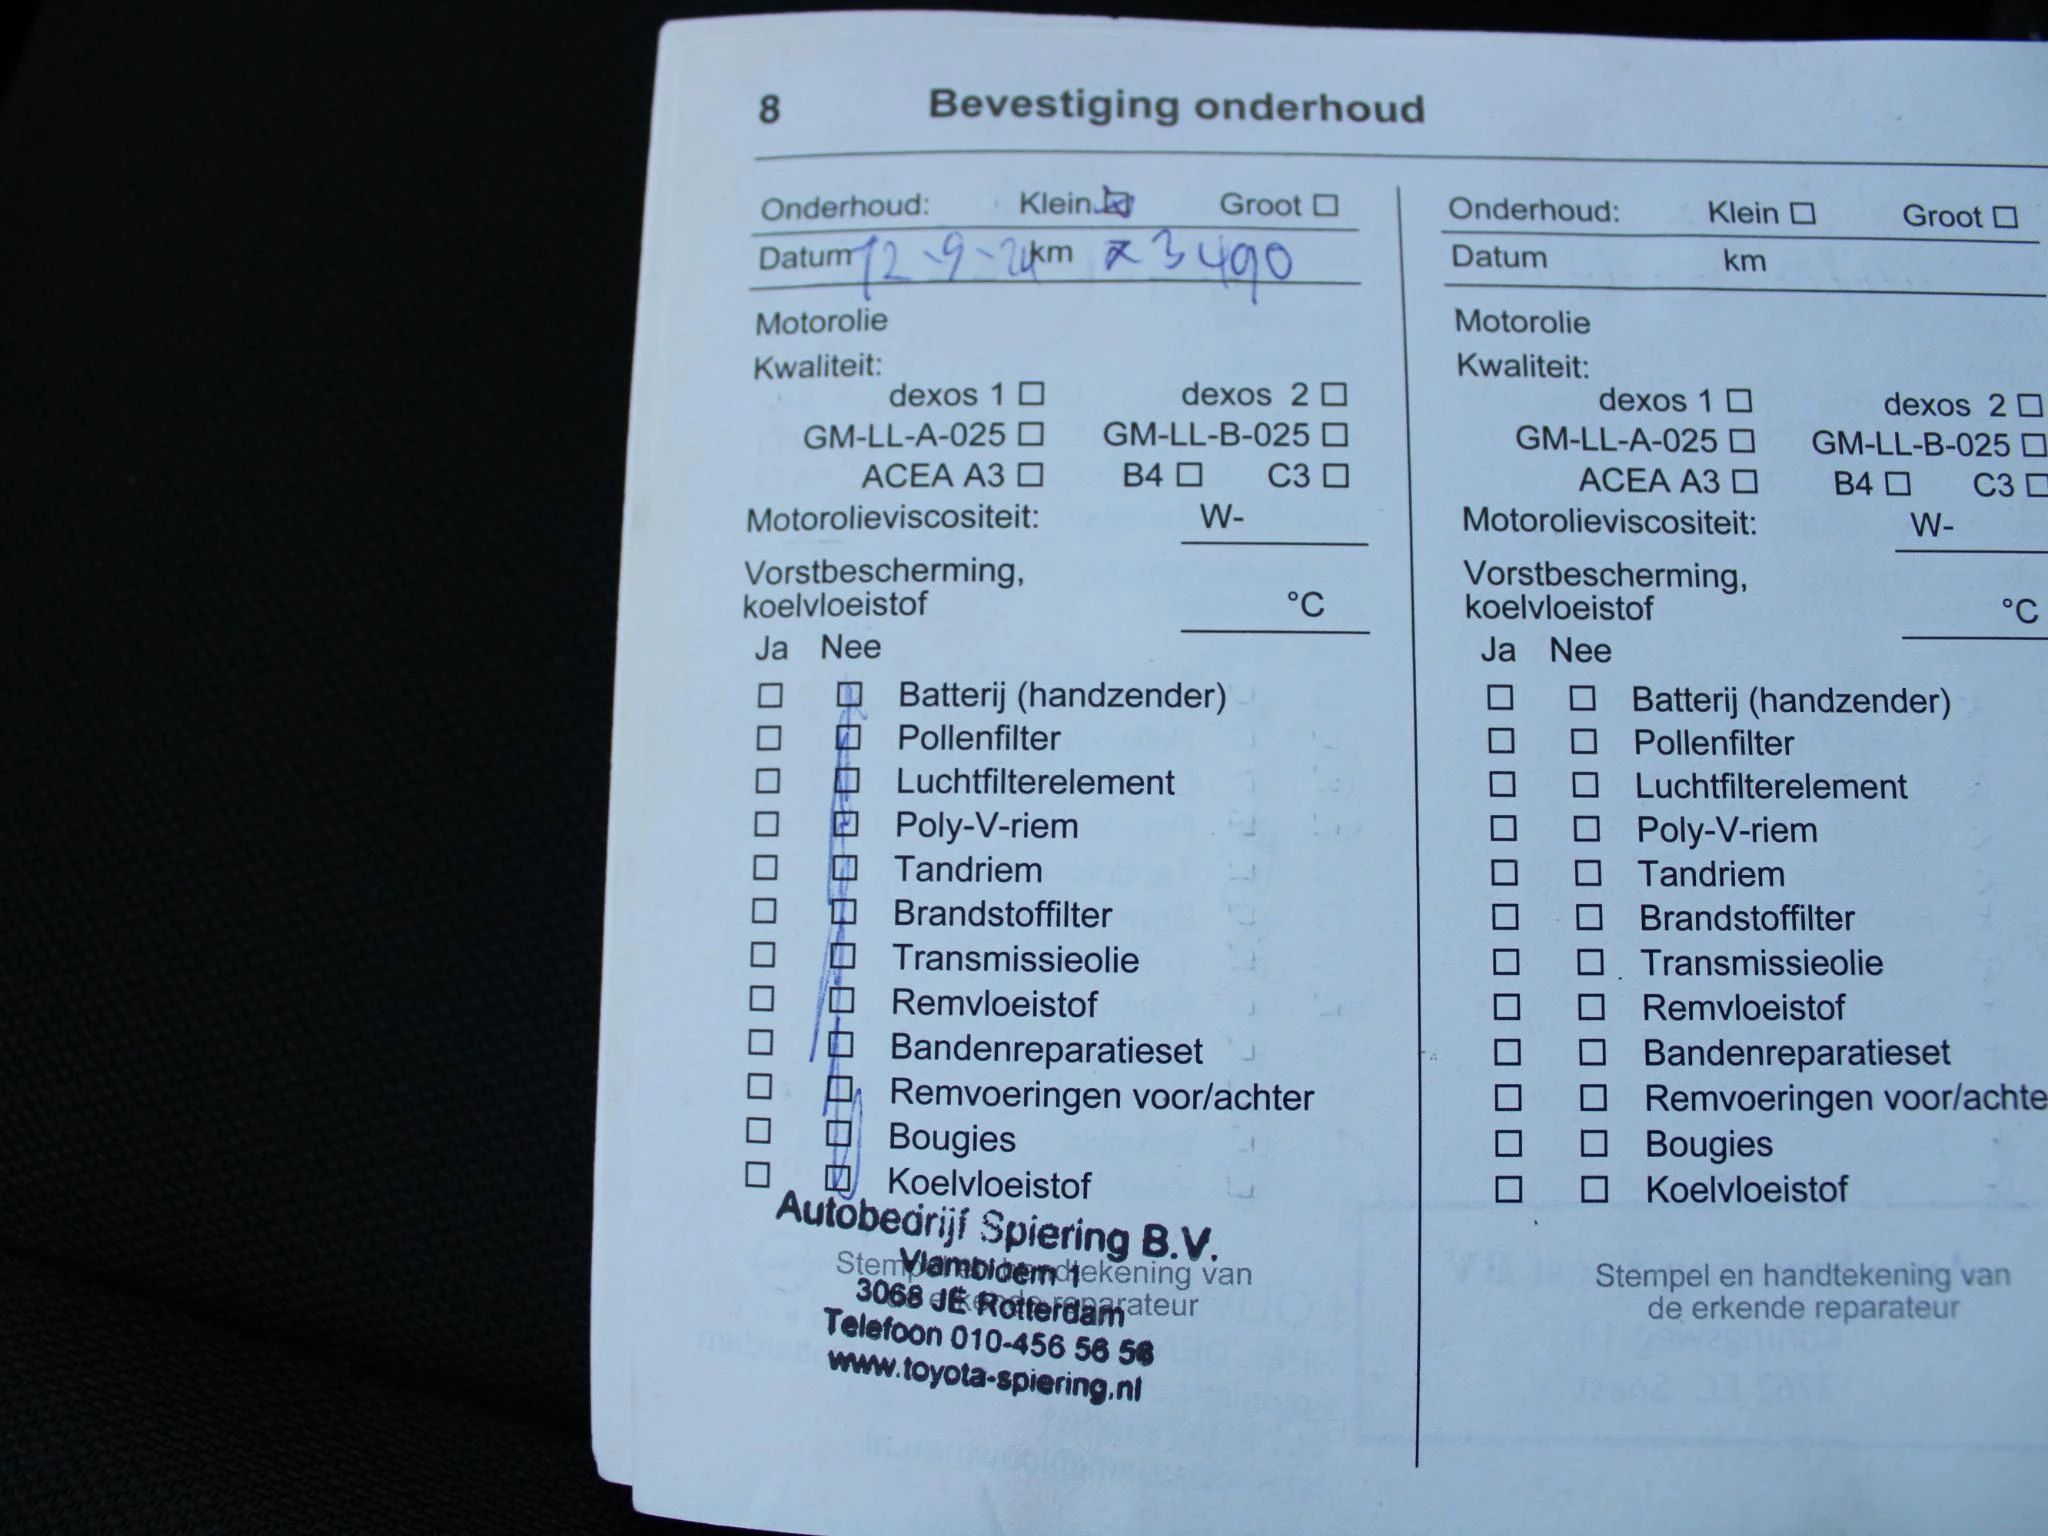 8 Bevestiging onderhoud
Onderhoud: Klein Groot
Datum 12-9-24 km 3490
Motorolie
Kwaliteit:
dexos 1 dexos 2
GM-LL-A-025 GM-LL-B-025
ACEA A3 B4 C3
Motorolieviscositeit: W-
Vorstbescherming,
koelvloeistof °C
Ja Nee
Batterij (handzender)
Pollenfilter
Luchtfilterelement
Poly-V-riem
Tandriem
Brandstoffilter
Transmissieolie
Remvloeistof
Bandenreparatieset
Remvoeringen voor/achter
Bougies
Koelvloeistof
Autobedrijf Spiering B.V.
Vlambloem 1
3068 JE Rotterdam
Telefoon 010-456 56 56
www.toyota-spiering.nl
Onderhoud: Klein Groot
Datum km
Motorolie
Kwaliteit:
dexos 1 dexos 2
GM-LL-A-025 GM-LL-B-025
ACEA A3 B4 C3
Motorolieviscositeit: W-
Vorstbescherming,
koelvloeistof °C
Ja Nee
Batterij (handzender)
Pollenfilter
Luchtfilterelement
Poly-V-riem
Tandriem
Brandstoffilter
Transmissieolie
Remvloeistof
Bandenreparatieset
Remvoeringen voor/achte
Bougies
Koelvloeistof
Stempel en handtekening van
de erkende reparateur